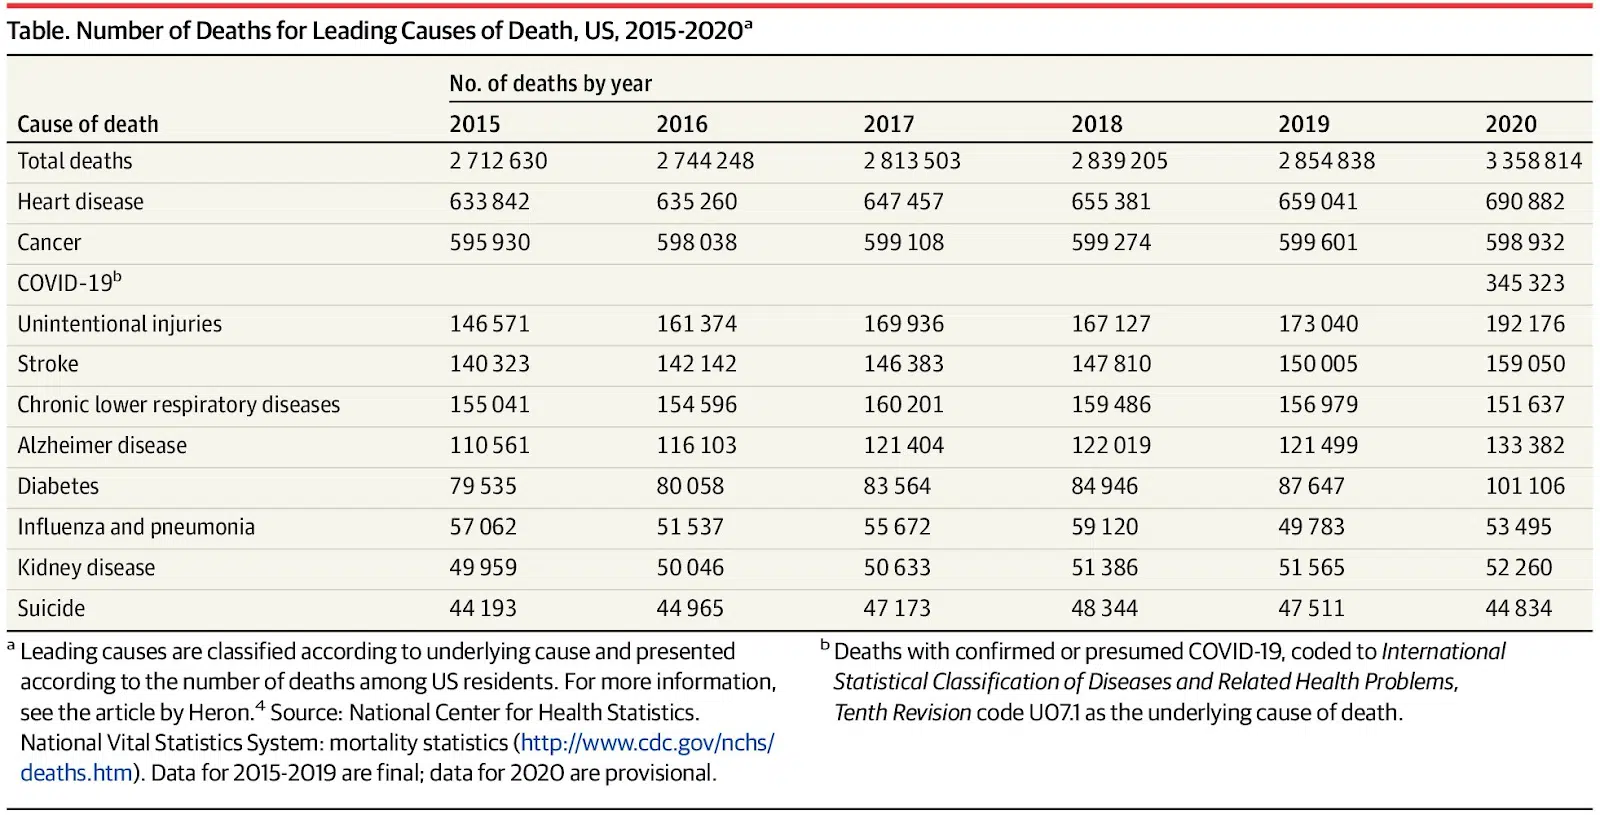 Table. Number of Deaths for Leading Causes of Death, US, 2015-2020a
No. of deaths by year
Cause of death 2015 2016 2017 2018 2019 2020
Total deaths 2 712 630 2 744 248 2 813 503 2 839 205 2 854 838 3 358 814
Heart disease 633 842 635 260 647 457 655 381 659 041 690 882
Cancer 595 930 598 038 599 108 599 274 599 601 598 932
COVID-19b 345 323
Unintentional injuries 146 571 161 374 169 936 167 127 173 040 192 176
Stroke 140 323 142 142 146 383 147 810 150 005 159 050
Chronic lower respiratory diseases 155 041 154 596 160 201 159 486 156 979 151 637
Alzheimer disease 110 561 116 103 121 404 122 019 121 499 133 382
Diabetes 79 535 80 058 83 564 84 946 87 647 101 106
Influenza and pneumonia 57 062 51 537 55 672 59 120 49 783 53 495
Kidney disease 49 959 50 046 50 633 51 386 51 565 52 260
Suicide 44 193 44 965 47 173 48 344 47 511 44 834
a Leading causes are classified according to underlying cause and presented
according to the number of deaths among US residents. For more information,
see the article by Heron.4 Source: National Center for Health Statistics.
National Vital Statistics System: mortality statistics (http://www.cdc.gov/nchs/
deaths.htm). Data for 2015-2019 are final; data for 2020 are provisional.
b Deaths with confirmed or presumed COVID-19, coded to International
Statistical Classification of Diseases and Related Health Problems,
Tenth Revision code U07.1 as the underlying cause of death.